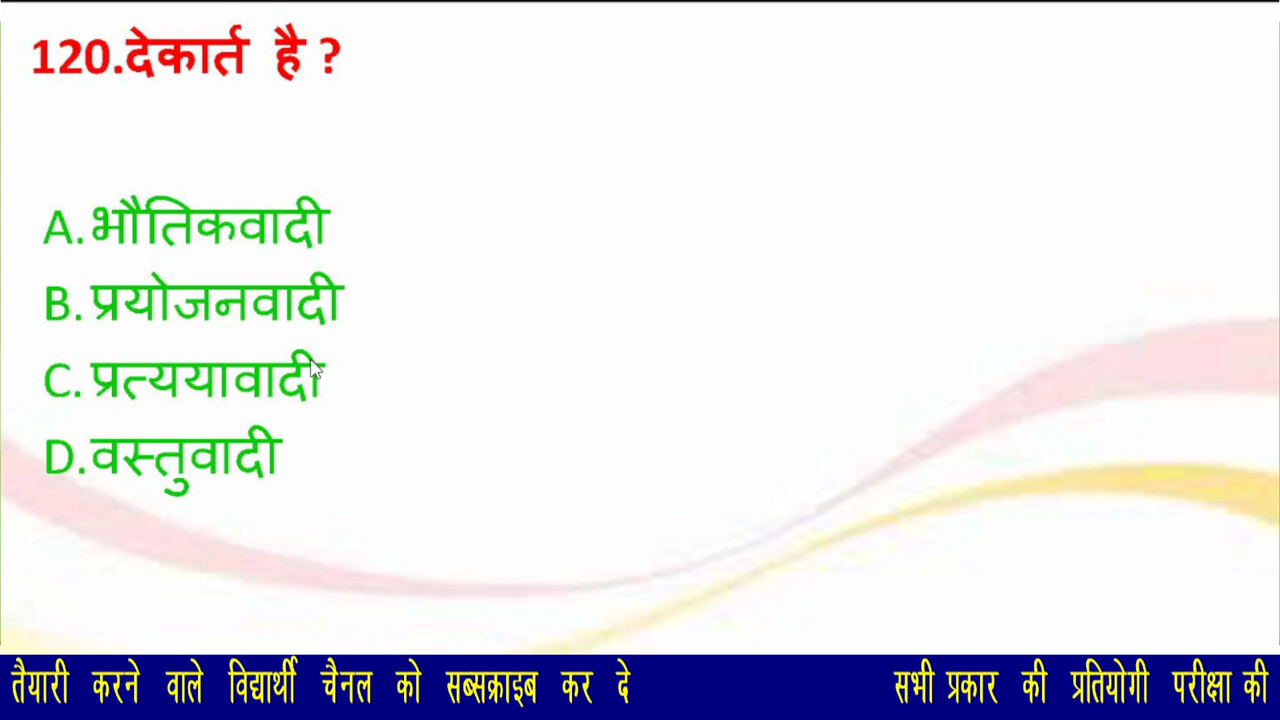 120.देकार्त है ?
A.भौतिकवादी
B.प्रयोजनवादी
C.प्रत्ययावादी
D.वस्तुवादी
तैयारी करने वाले विद्यार्थी चैनल को सब्सक्राइब कर दे सभी प्रकार की प्रतियोगी परीक्षा की